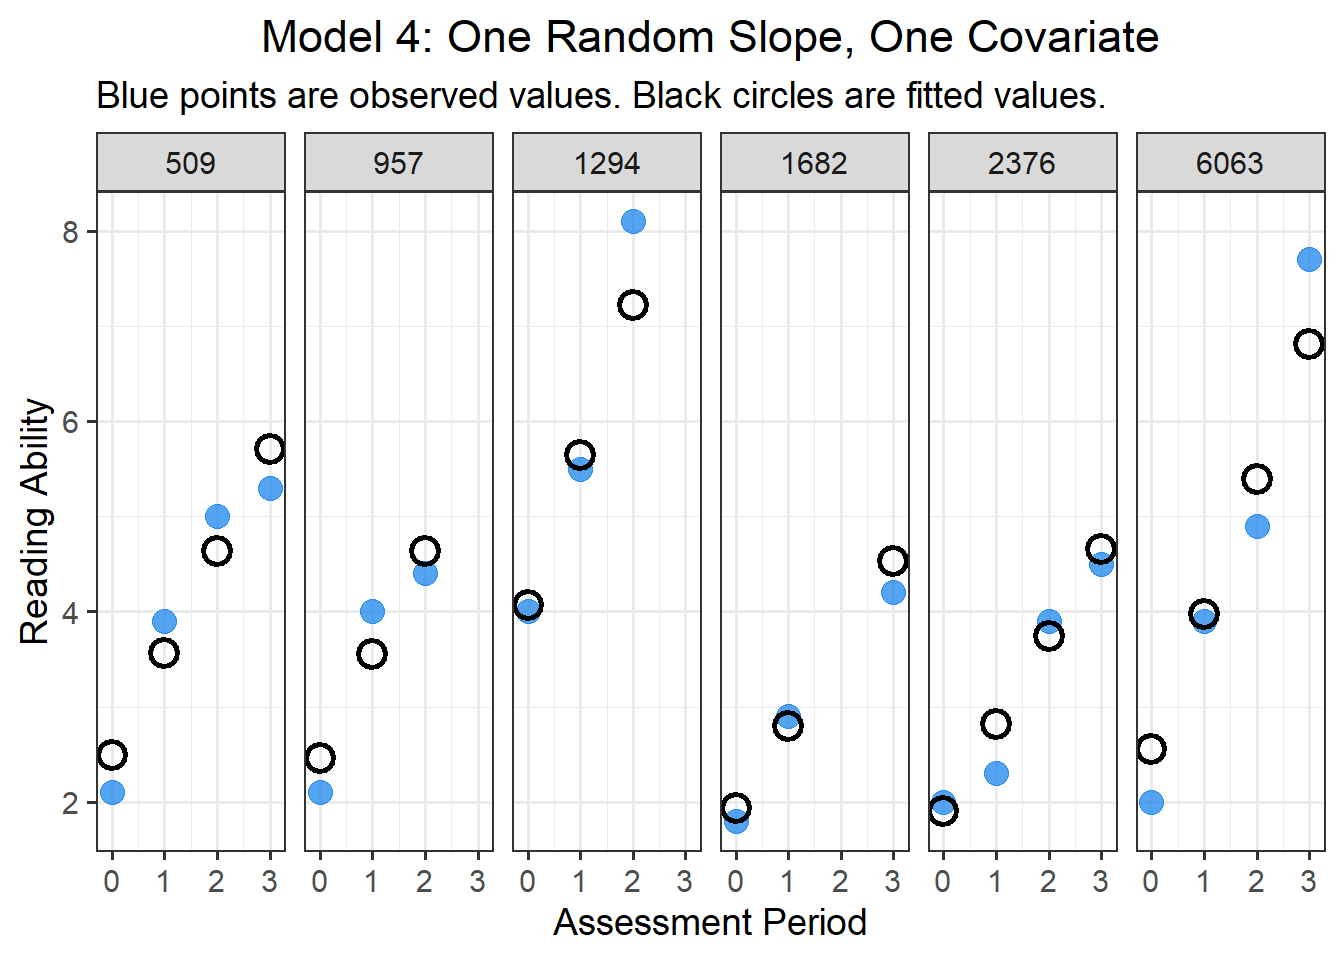 Model 4: One Random Slope, One Covariate
Blue points are observed values. Black circles are fitted values.
509 957 1294 1682 2376 6063
8
6
4
2
Reading Ability
0 1 2 3 0 1 2 3 0 1 2 3 0 1 2 3 0 1 2 3 0 1 2 3
Assessment Period